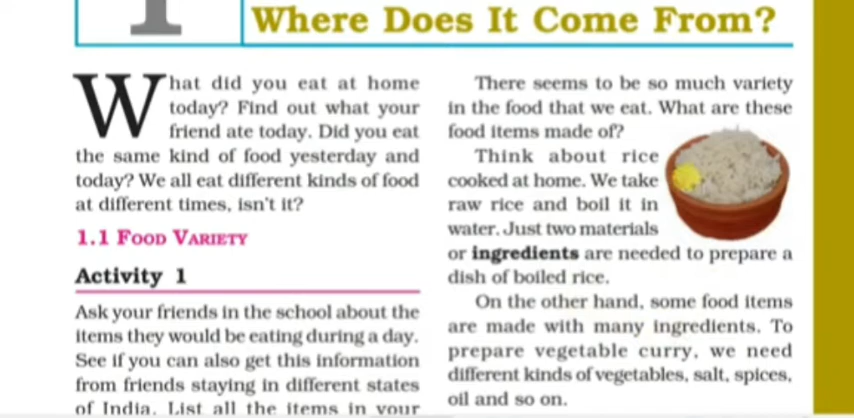 1
Where Does It Come From?
What did you eat at home
today? Find out what your
friend ate today. Did you eat
the same kind of food yesterday and
today? We all eat different kinds of food
at different times, isn't it?
1.1 FOOD VARIETY
Activity 1
Ask your friends in the school about the
items they would be eating during a day.
See if you can also get this information
from friends staying in different states
of India. List all the items in your
There seems to be so much variety
in the food that we eat. What are these
food items made of?
Think about rice
cooked at home. We take
raw rice and boil it in
water. Just two materials
or ingredients are needed to prepare a
dish of boiled rice.
On the other hand, some food items
are made with many ingredients. To
prepare vegetable curry, we need
different kinds of vegetables, salt, spices,
oil and so on.